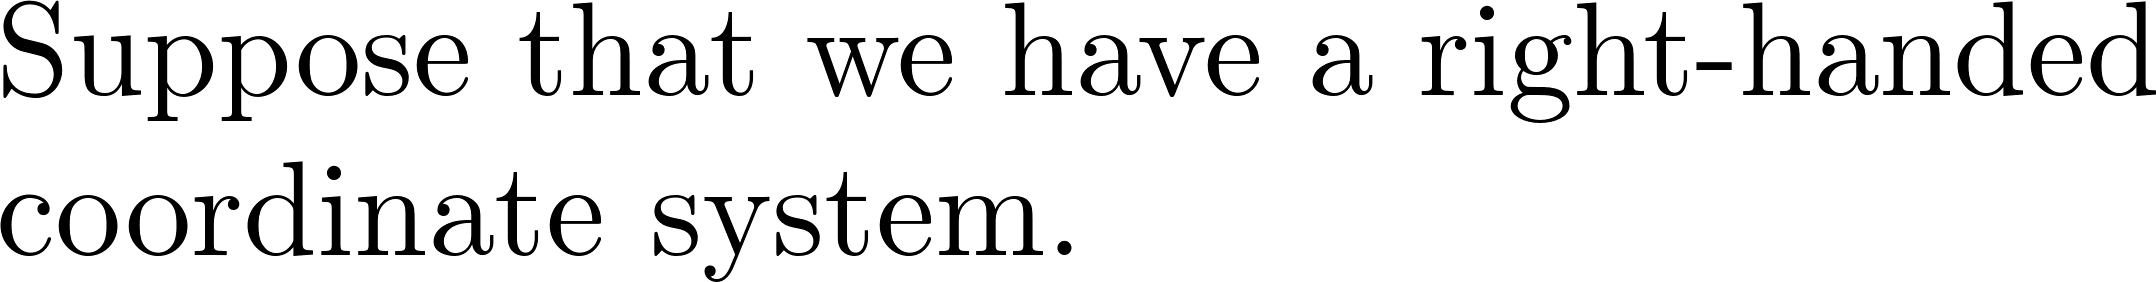 Suppose that we have a right-handed
coordinate system.